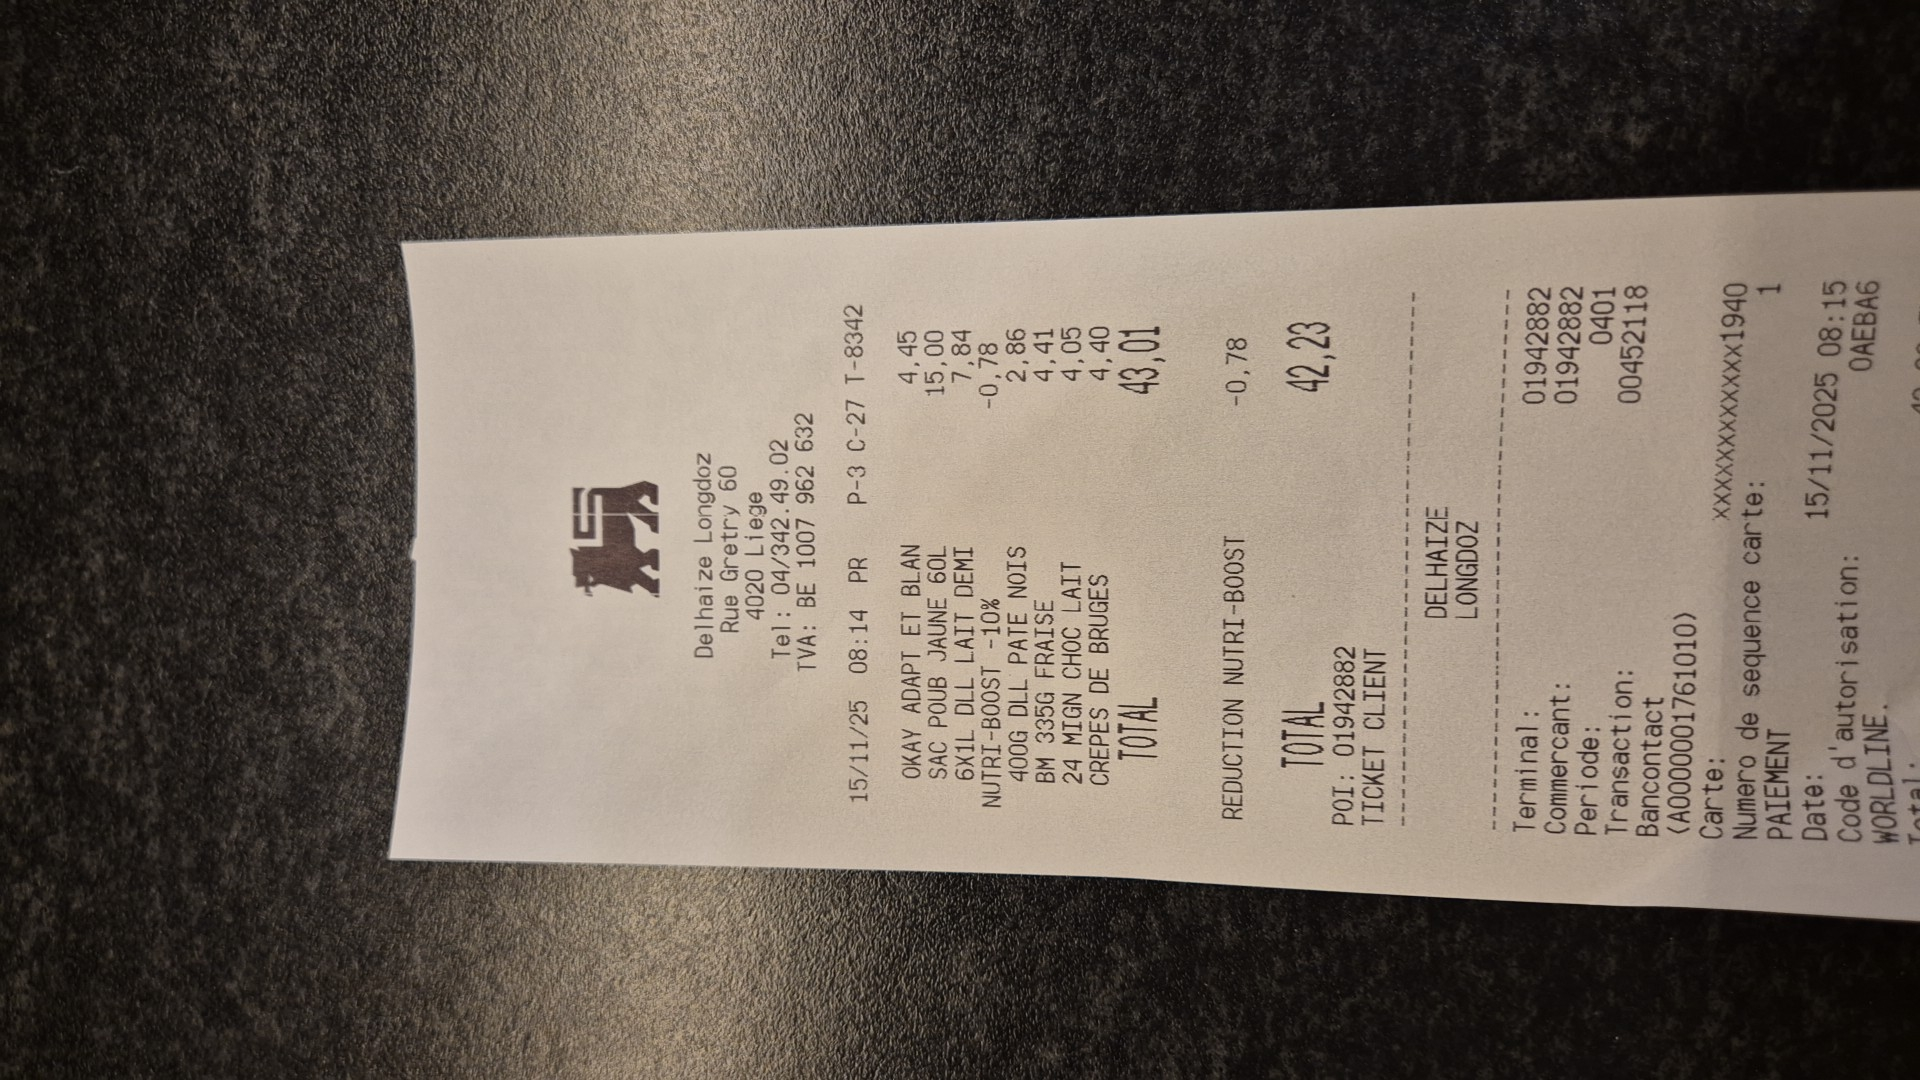 Delhaize Longdoz
Rue Gretry 60
4020 Liege
Tel: 04/342.49.02
TVA: BE 1007 962 632
15/11/25 08:14 PR P-3 C-27 T-8342
OKAY ADAPT ET BLAN 4,45
SAC POUB JAUNE 60L 15,00
6X1L DLL LAIT DEMI 7,84
NUTRI-BOOST -10% -0,78
400G DLL PATE NOIS 2,86
BM 335G FRAISE 4,41
24 MIGN CHOC LAIT 4,05
CREPES DE BRUGES 4,40
TOTAL 43,01
REDUCTION NUTRI-BOOST -0,78
TOTAL 42,23
POI: 01942882
TICKET CLIENT
DELHAIZE
LONGDOZ
Terminal: 01942882
Commercant: 01942882
Periode: 0401
Transaction: 00452118
Bancontact
(A0000001761010)
Carte: xxxxxxxxxxxxx1940
Numero de sequence carte: 1
PAIEMENT
Date: 15/11/2025 08:15
Code d'autorisation: 0AEBA6
WORLDLINE.
Total: